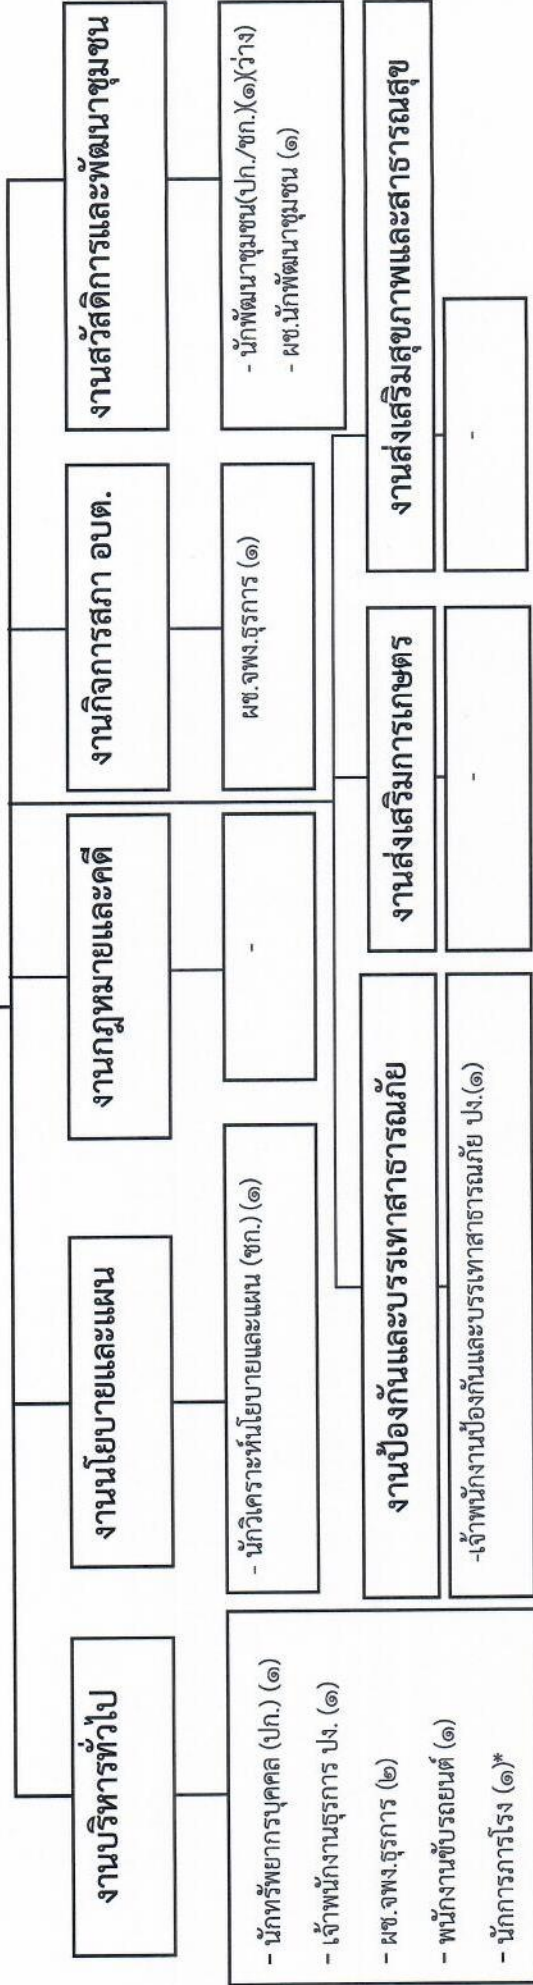 งานบริหารทั่วไป
- นักทรัพยากรบุคคล (ปก.) (๑)
- เจ้าพนักงานธุรการ ปง. (๑)
- ผช.จพง.ธุรการ (๒)
- พนักงานขับรถยนต์ (๑)
- นักการภารโรง (๑)*
งานนโยบายและแผน
- นักวิเคราะห์นโยบายและแผน (ชก.) (๑)
งานกฎหมายและคดี
-
งานกิจการสภา อบต.
ผช.จพง.ธุรการ (๑)
งานสวัสดิการและพัฒนาชุมชน
- นักพัฒนาชุมชน(ปก./ชก.)(๑)(ว่าง)
- ผช.นักพัฒนาชุมชน (๑)
งานป้องกันและบรรเทาสาธารณภัย
-เจ้าพนักงานป้องกันและบรรเทาสาธารณภัย ปง.(๑)
งานส่งเสริมการเกษตร
-
งานส่งเสริมสุขภาพและสาธารณสุข
-